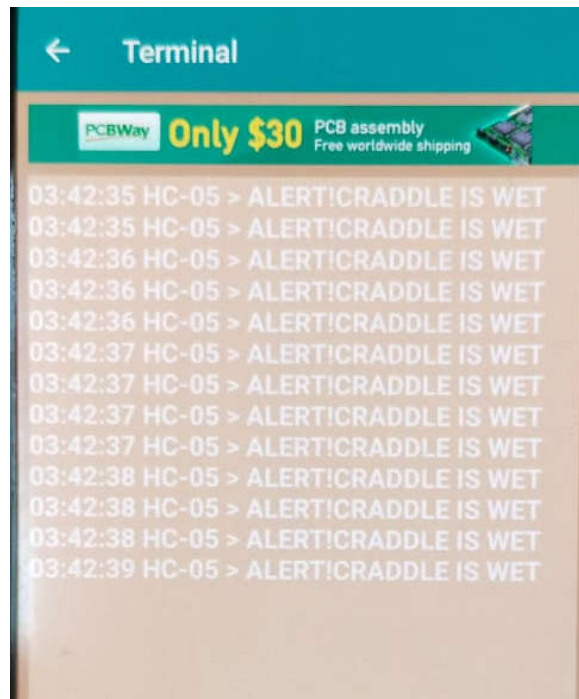 ← Terminal
PCBWay Only $30 PCB assembly
Free worldwide shipping
03:42:35 HC-05 > ALERT!CRADDLE IS WET
03:42:35 HC-05 > ALERT!CRADDLE IS WET
03:42:36 HC-05 > ALERT!CRADDLE IS WET
03:42:36 HC-05 > ALERT!CRADDLE IS WET
03:42:36 HC-05 > ALERT!CRADDLE IS WET
03:42:37 HC-05 > ALERT!CRADDLE IS WET
03:42:37 HC-05 > ALERT!CRADDLE IS WET
03:42:37 HC-05 > ALERT!CRADDLE IS WET
03:42:37 HC-05 > ALERT!CRADDLE IS WET
03:42:38 HC-05 > ALERT!CRADDLE IS WET
03:42:38 HC-05 > ALERT!CRADDLE IS WET
03:42:38 HC-05 > ALERT!CRADDLE IS WET
03:42:39 HC-05 > ALERT!CRADDLE IS WET